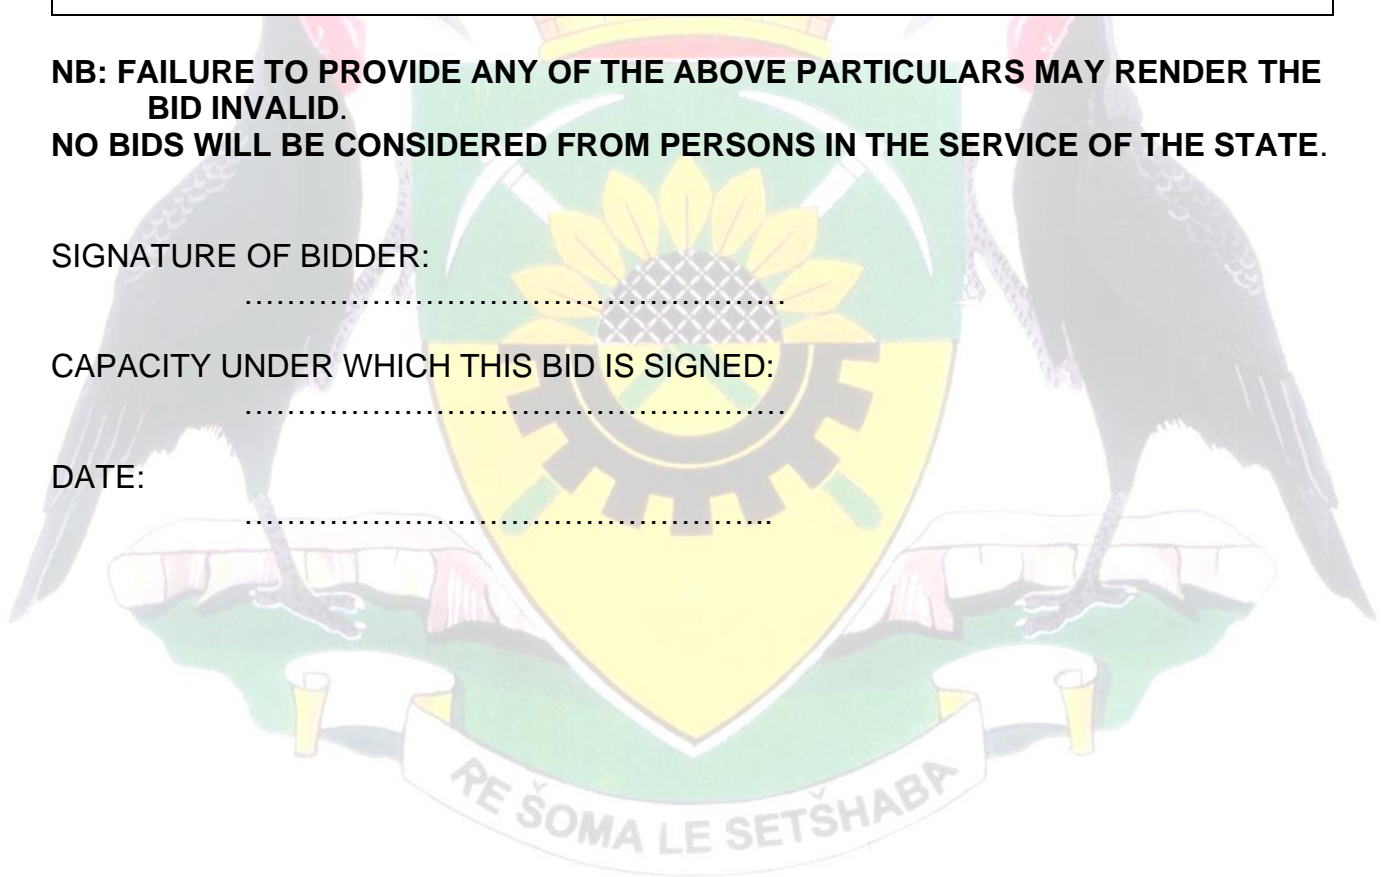 NB: FAILURE TO PROVIDE ANY OF THE ABOVE PARTICULARS MAY RENDER THE
BID INVALID.
NO BIDS WILL BE CONSIDERED FROM PERSONS IN THE SERVICE OF THE STATE.
SIGNATURE OF BIDDER:
……………………………………………
CAPACITY UNDER WHICH THIS BID IS SIGNED:
……………………………………………
DATE:
…………………………………………..
RE ŠOMA LE SETŠHABA